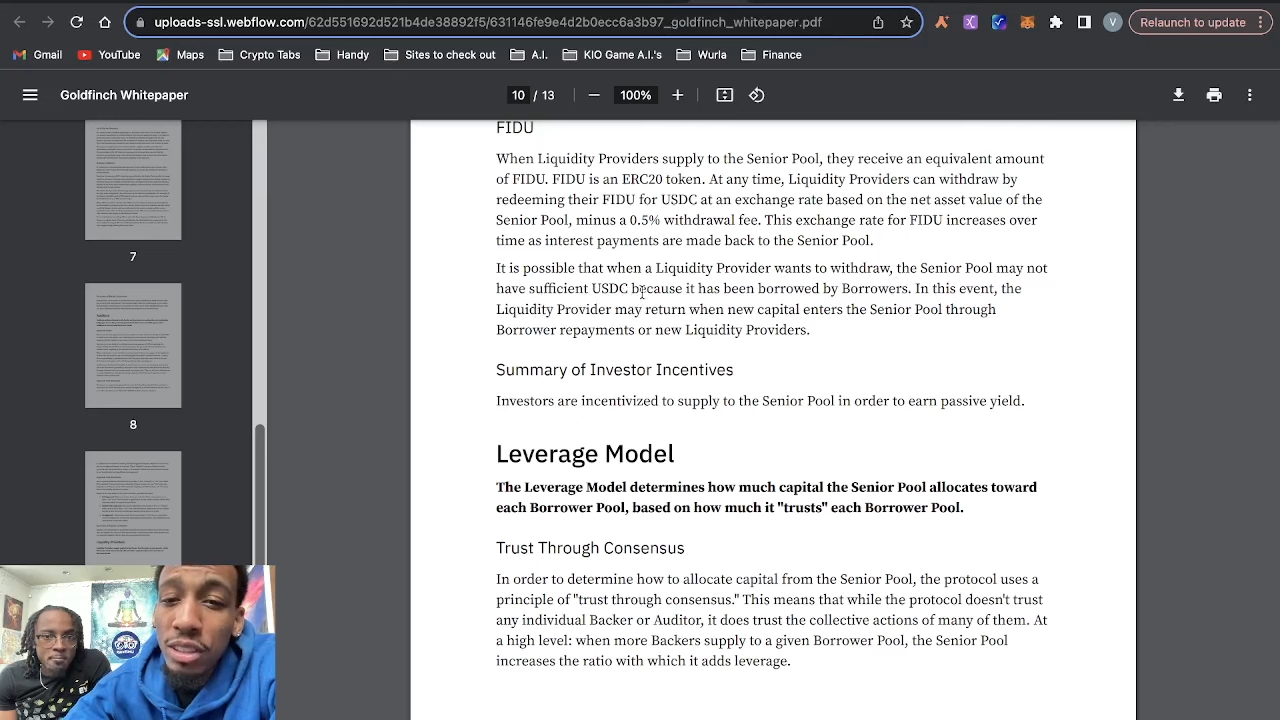 uploads-ssl.webflow.com/62d551692d521b4de38892f5/631146fe9e4d2b0ecc6a3b97_goldfinch_whitepaper.pdf
V
Relaunch to update
Gmail
YouTube
Maps
Crypto Tabs
Handy
Sites to check out
A.I.
KIO Game A.I.'s
Wurla
Finance
Goldfinch Whitepaper
10 / 13
100%
7
8
FIDU
When Liquidity Providers supply to the Senior Pool, they receive an equivalent amount
of FIDU. FIDU is an ERC20 token. At any time, Liquidity Providers can withdraw by
redeeming their FIDU for USDC at an exchange rate based on the net asset value of the
Senior Pool, minus a 0.5% withdrawal fee. This exchange rate for FIDU increases over
time as interest payments are made back to the Senior Pool.
It is possible that when a Liquidity Provider wants to withdraw, the Senior Pool may not
have sufficient USDC because it has been borrowed by Borrowers. In this event, the
Liquidity Provider may return when new capital enters the Senior Pool through
Borrower repayments or new Liquidity Providers.
Summary of Investor Incentives
Investors are incentivized to supply to the Senior Pool in order to earn passive yield.
Leverage Model
The Leverage Model determines how much capital the Senior Pool allocates toward
each Borrower Pool, based on how much it "trusts" each Borrower Pool.
Trust Through Consensus
In order to determine how to allocate capital from the Senior Pool, the protocol uses a
principle of "trust through consensus." This means that while the protocol doesn't trust
any individual Backer or Auditor, it does trust the collective actions of many of them. At
a high level: when more Backers supply to a given Borrower Pool, the Senior Pool
increases the ratio with which it adds leverage.